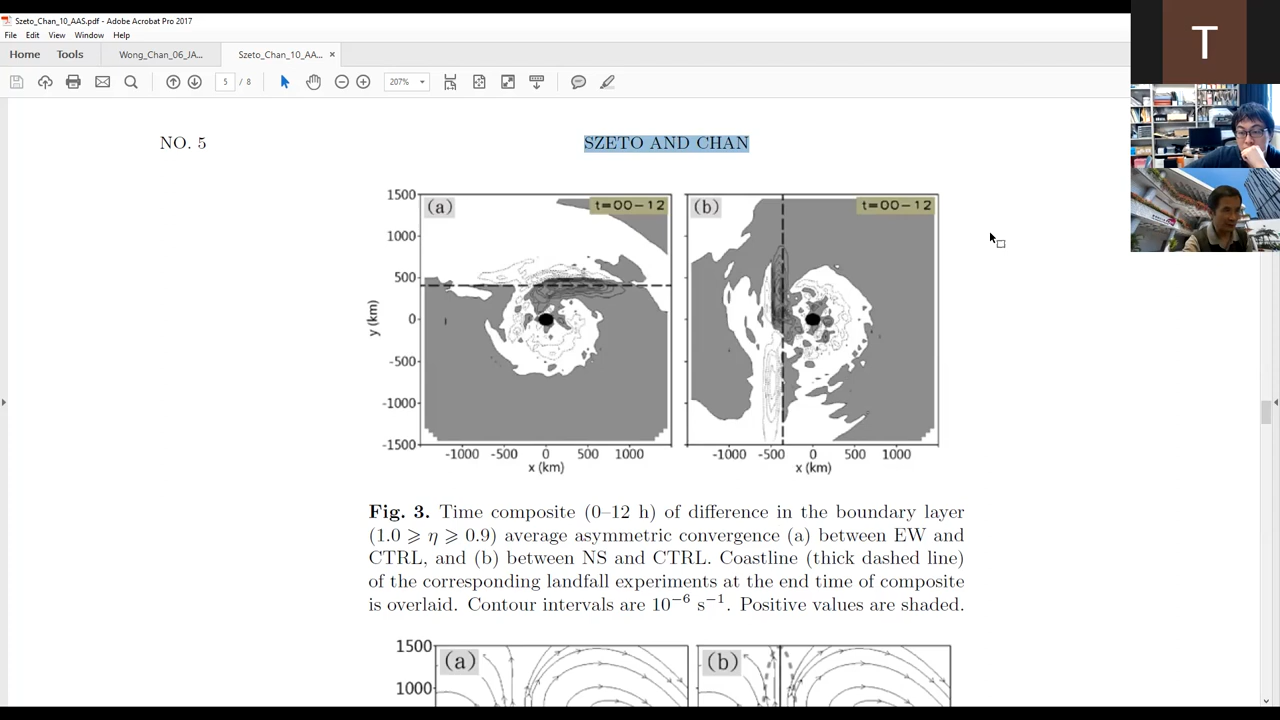 Szeto_Chan_10_AAS.pdf - Adobe Acrobat Pro 2017
File Edit View Window Help
Home Tools Wong_Chan_06_JA... Szeto_Chan_10_AA... ×
5 / 8 207%
T
NO. 5 SZETO AND CHAN
(a) t=00-12 (b) t=00-12
1500
1000
500
0
-500
-1000
-1500
y (km)
-1000 -500 0 500 1000 -1000 -500 0 500 1000
x (km) x (km)
Fig. 3. Time composite (0–12 h) of difference in the boundary layer
(1.0 ⩾ η ⩾ 0.9) average asymmetric convergence (a) between EW and
CTRL, and (b) between NS and CTRL. Coastline (thick dashed line)
of the corresponding landfall experiments at the end time of composite
is overlaid. Contour intervals are 10⁻⁶ s⁻¹. Positive values are shaded.
1500 (a) (b)
1000